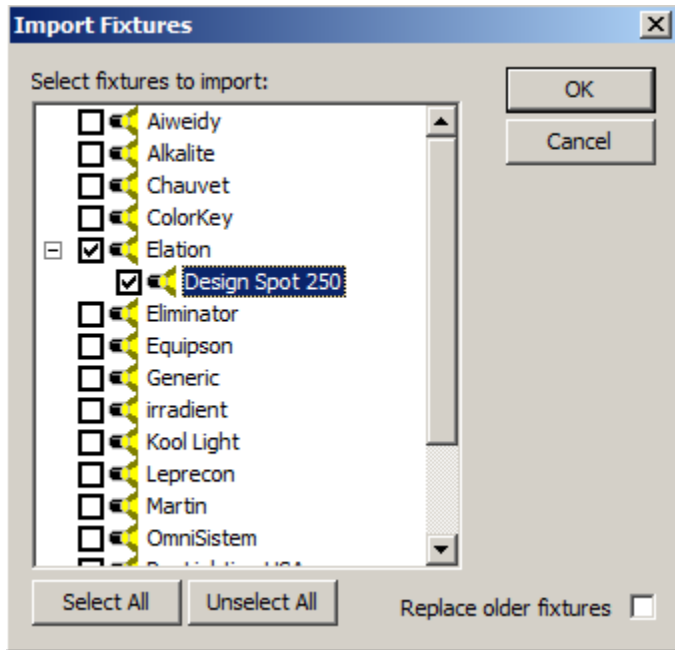 Import Fixtures
Select fixtures to import:
OK
Cancel
Aiweidy
Alkalite
Chauvet
ColorKey
Elation
Design Spot 250
Eliminator
Equipson
Generic
irradient
Kool Light
Leprecon
Martin
OmniSistem
Select All
Unselect All
Replace older fixtures